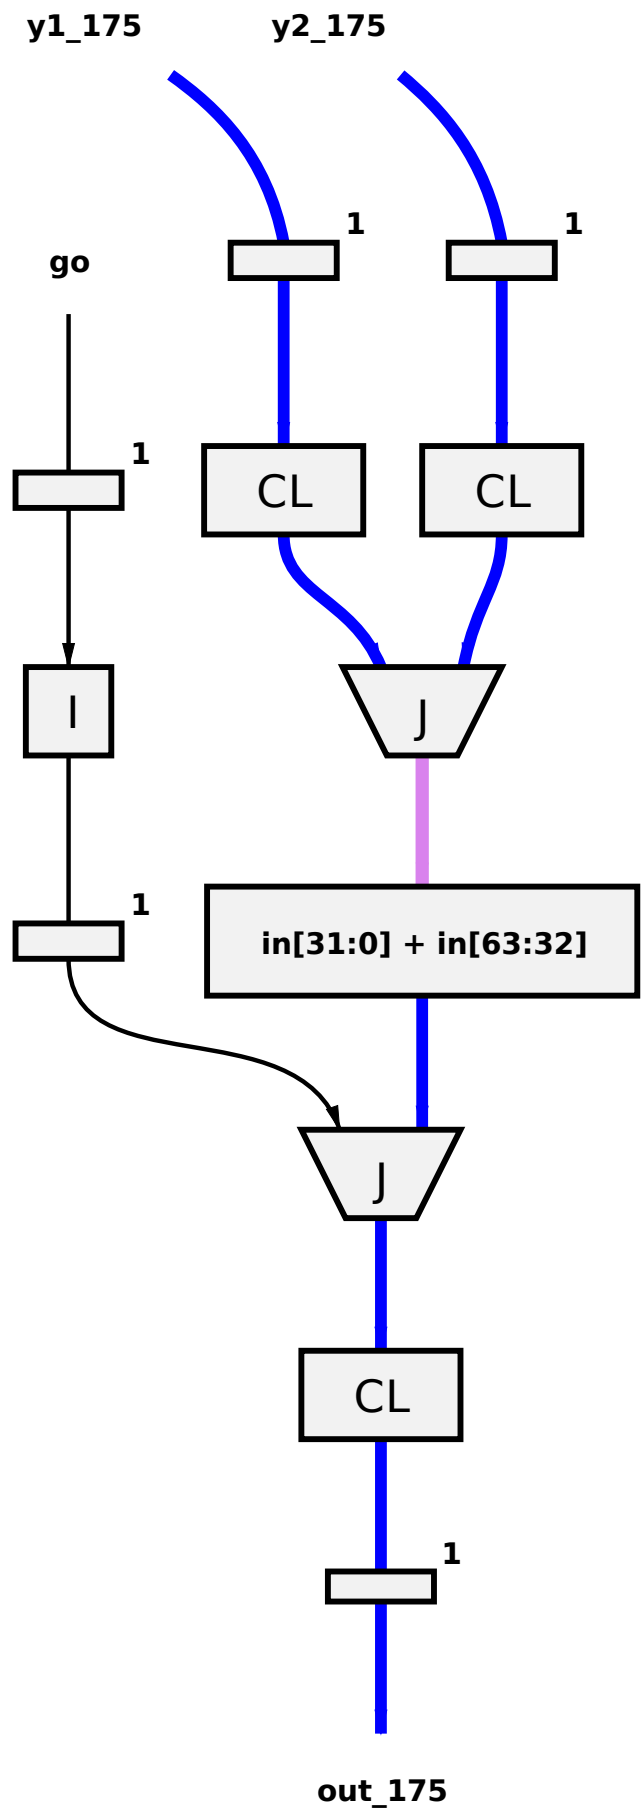 y1_175 y2_175
1 1
go
1
CL CL
I
J
1
in[31:0] + in[63:32]
J
CL
1
out_175